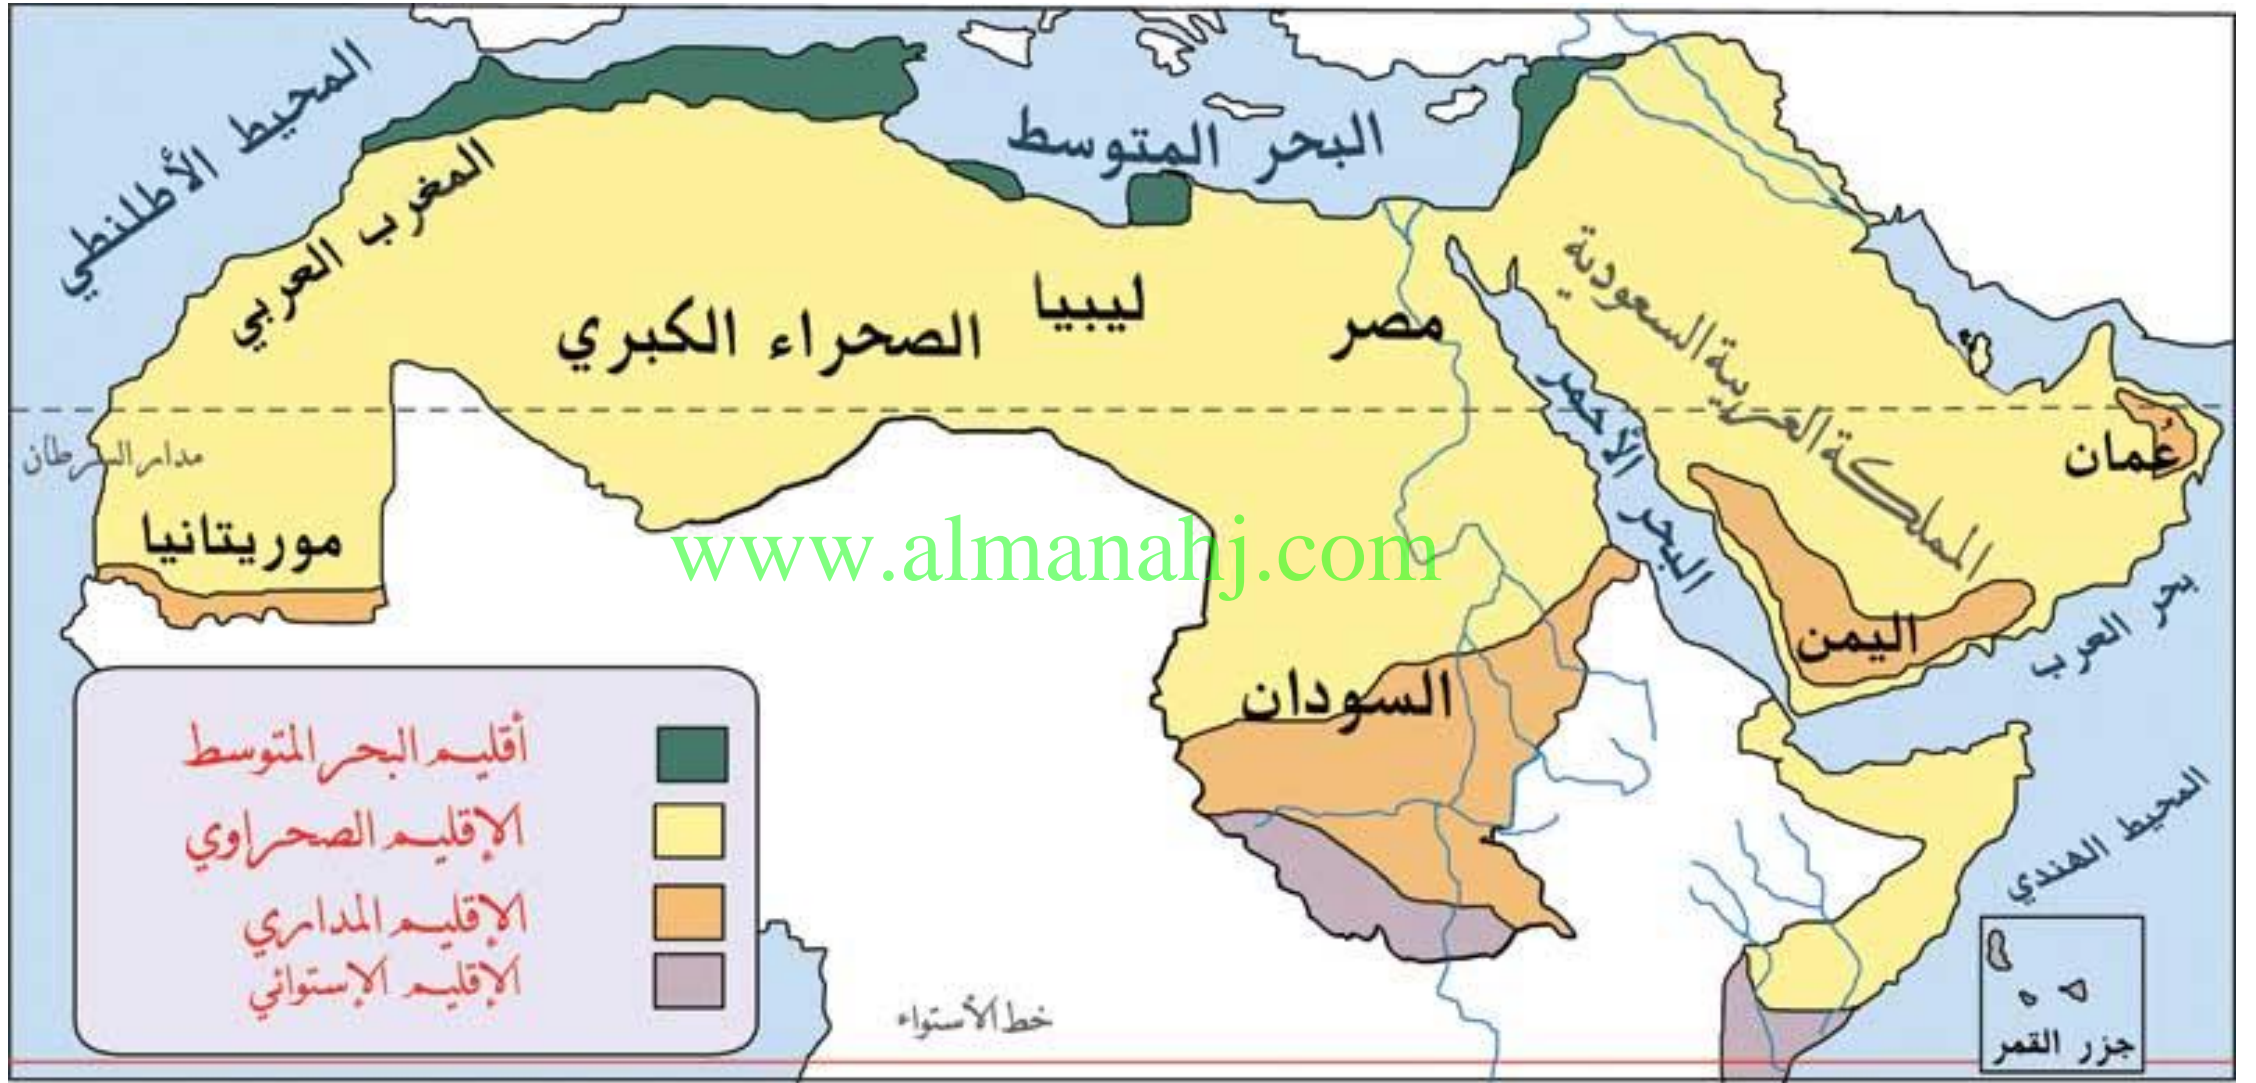 المحيط الأطلنطي
البحر المتوسط
المغرب العربي
الصحراء الكبري
ليبيا
مصر
المملكة العربية السعودية
البحر الأحمر
عُمان
مدار السرطان
موريتانيا
www.almanahj.com
بحر العرب
اليمن
السودان
المحيط الهندي
أقليم البحر المتوسط
الإقليم الصحراوي
الإقليم المداري
الإقليم الإستوائي
خط الأستواء
جزر القمر